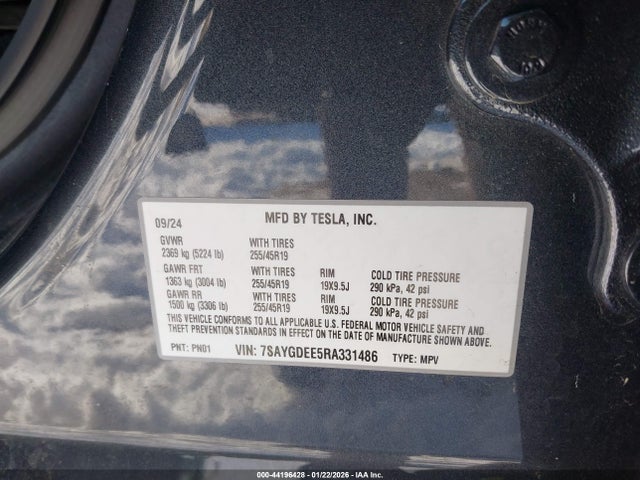 09/24 MFD BY TESLA, INC.
GVWR WITH TIRES
2369 kg (5224 lb) 255/45R19
GAWR FRT WITH TIRES RIM COLD TIRE PRESSURE
1363 kg (3004 lb) 255/45R19 19X9.5J 290 kPa, 42 psi
GAWR RR WITH TIRES RIM COLD TIRE PRESSURE
1500 kg (3306 lb) 255/45R19 19X9.5J 290 kPa, 42 psi
THIS VEHICLE CONFORMS TO ALL APPLICABLE U.S. FEDERAL MOTOR VEHICLE SAFETY AND
THEFT PREVENTION STANDARDS IN EFFECT ON THE DATE OF MANUFACTURE SHOWN ABOVE.
PNT: PN01 VIN: 7SAYGDEE5RA331486 TYPE: MPV
000-44196428 - 01/22/2026 - IAA Inc.